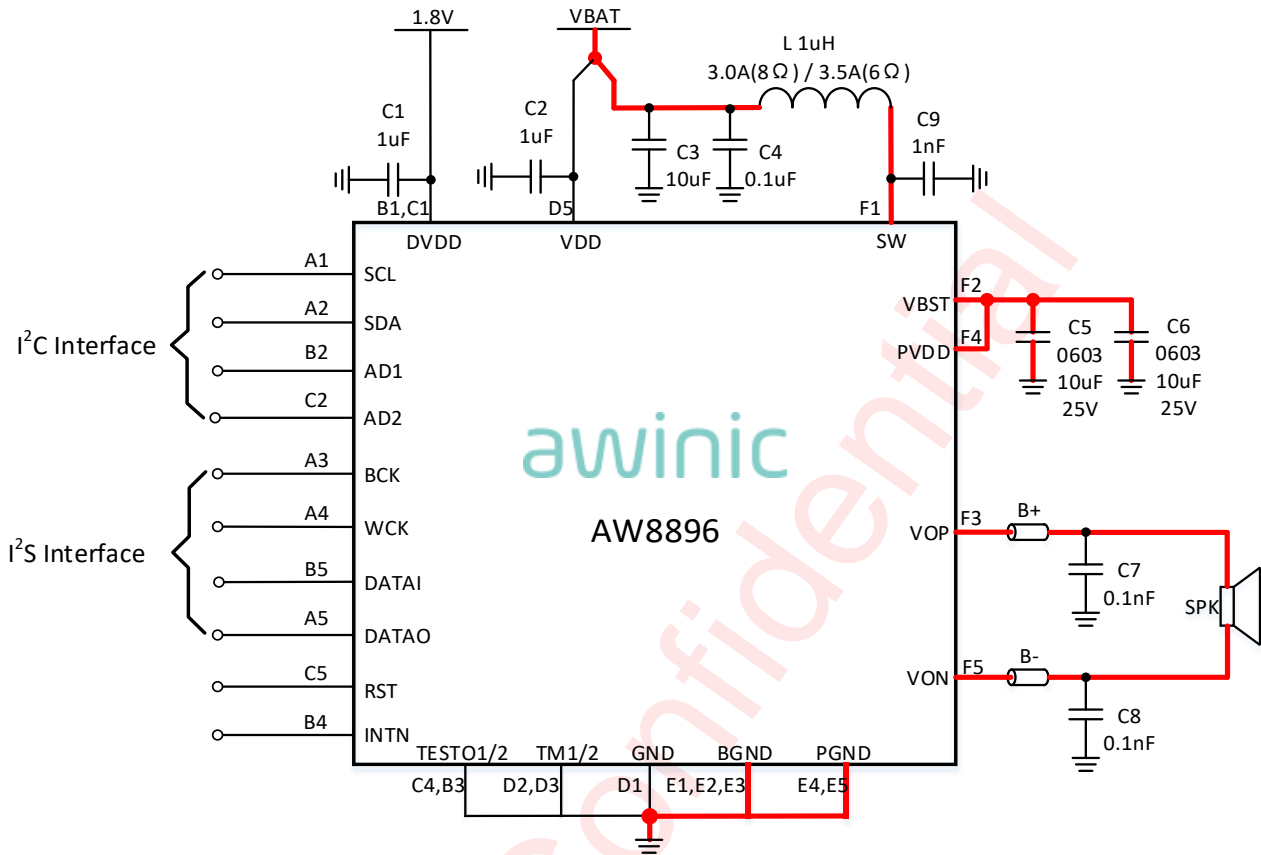 1.8V
VBAT
L 1uH
3.0A(8Ω) / 3.5A(6Ω)
C1
1uF
C2
1uF
C3
10uF
C4
0.1uF
C9
1nF
B1,C1
D5
F1
DVDD
VDD
SW
I²C Interface
A1
SCL
A2
SDA
B2
AD1
C2
AD2
I²S Interface
A3
BCK
A4
WCK
B5
DATAI
A5
DATAO
C5
RST
B4
INTN
awinic
AW8896
VBST
F2
PVDD
F4
C5
0603
10uF
25V
C6
0603
10uF
25V
VOP
F3
B+
C7
0.1nF
SPK
VON
F5
B-
C8
0.1nF
TESTO1/2
TM1/2
GND
BGND
PGND
C4,B3
D2,D3
D1
E1,E2,E3
E4,E5
Confidential